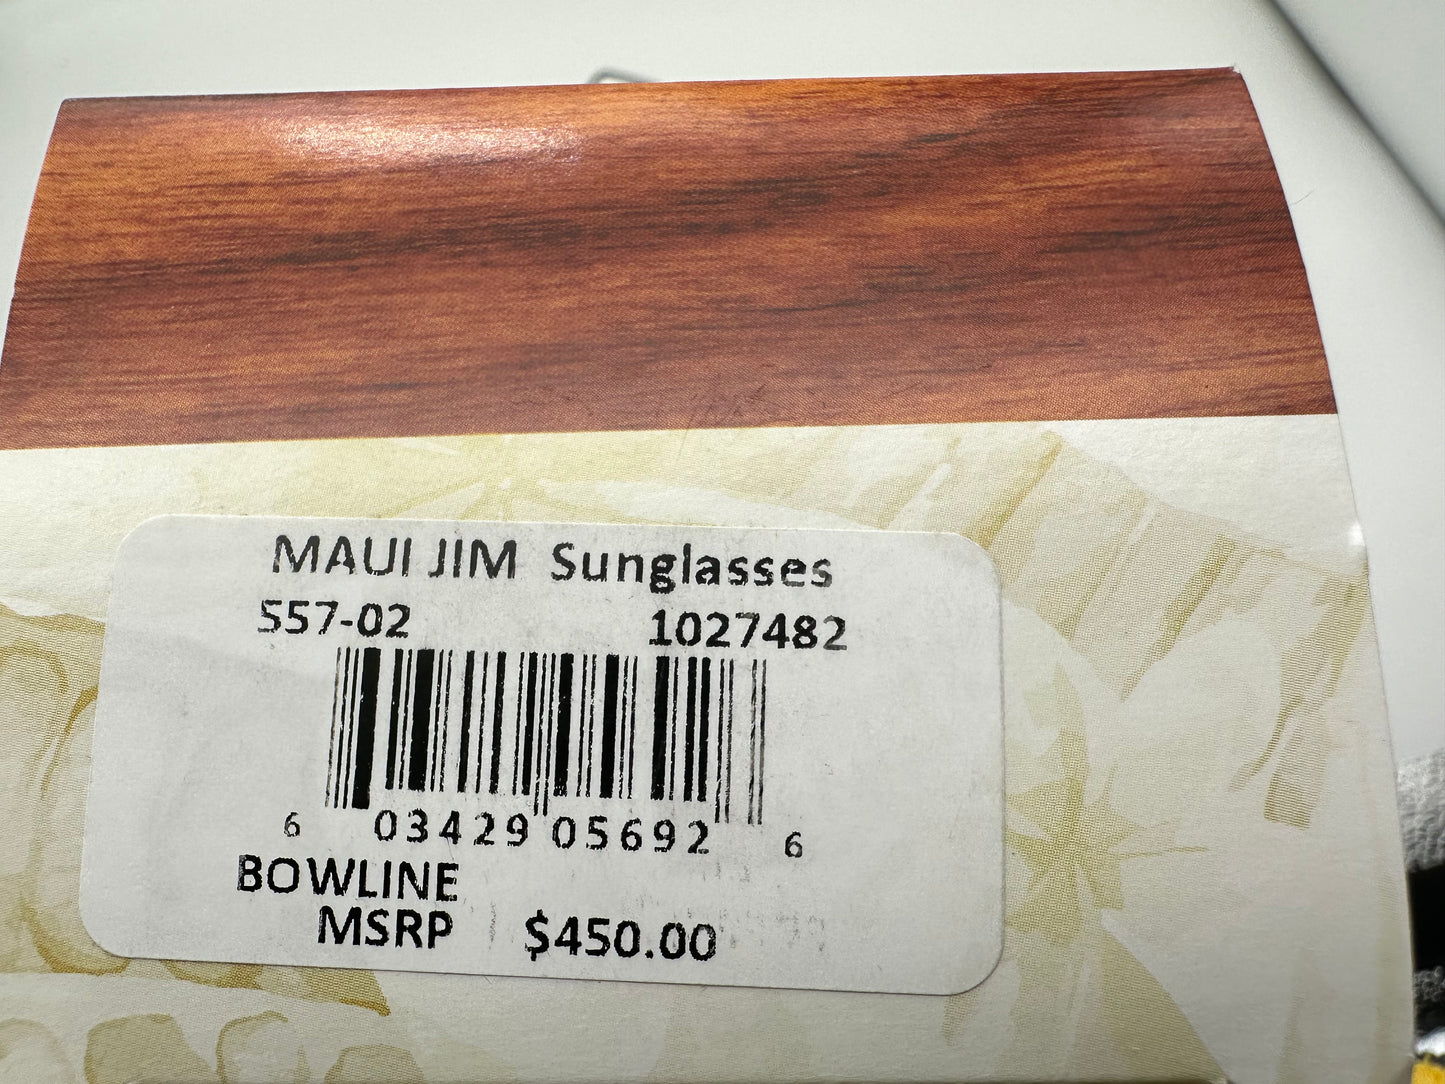 MAUI JIM Sunglasses
557-02 1027482
6 03429 05692 6
BOWLINE
MSRP $450.00